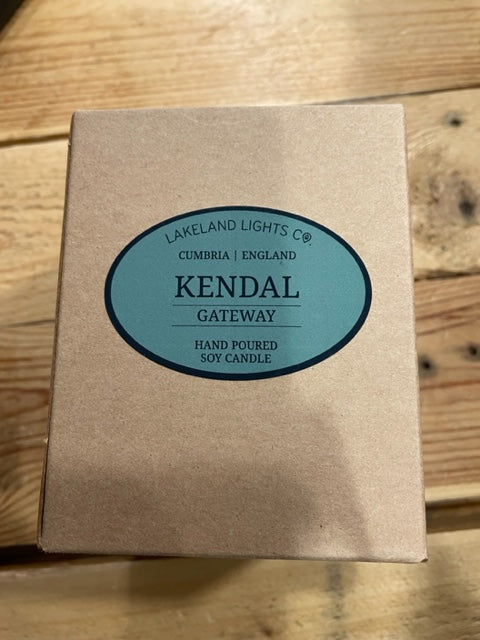 LAKELAND LIGHTS CO.
CUMBRIA | ENGLAND
KENDAL
GATEWAY
HAND POURED
SOY CANDLE